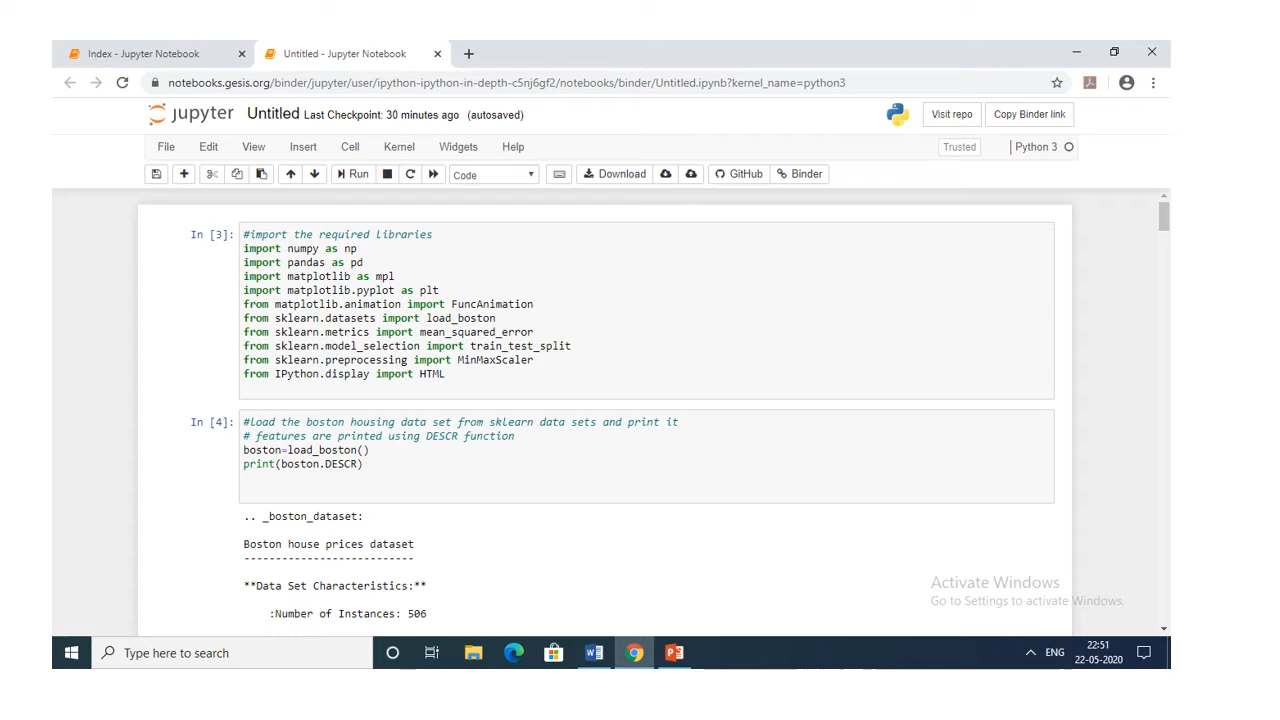 Index - Jupyter Notebook
Untitled - Jupyter Notebook
notebooks.gesis.org/binder/jupyter/user/ipython-ipython-in-depth-c5nj6gf2/notebooks/binder/Untitled.ipynb?kernel_name=python3
jupyter Untitled Last Checkpoint: 30 minutes ago (autosaved)
Visit repo Copy Binder link
File Edit View Insert Cell Kernel Widgets Help
Trusted Python 3
Run Code Download GitHub Binder
In [3]: #import the required libraries
import numpy as np
import pandas as pd
import matplotlib as mpl
import matplotlib.pyplot as plt
from matplotlib.animation import FuncAnimation
from sklearn.datasets import load_boston
from sklearn.metrics import mean_squared_error
from sklearn.model_selection import train_test_split
from sklearn.preprocessing import MinMaxScaler
from IPython.display import HTML
In [4]: #load the boston housing data set from sklearn data sets and print it
# features are printed using DESCR function
boston=load_boston()
print(boston.DESCR)
.. _boston_dataset:
Boston house prices dataset
---------------------------
**Data Set Characteristics:**
:Number of Instances: 506
Activate Windows
Go to Settings to activate Windows.
Type here to search
ENG
22:51
22-05-2020